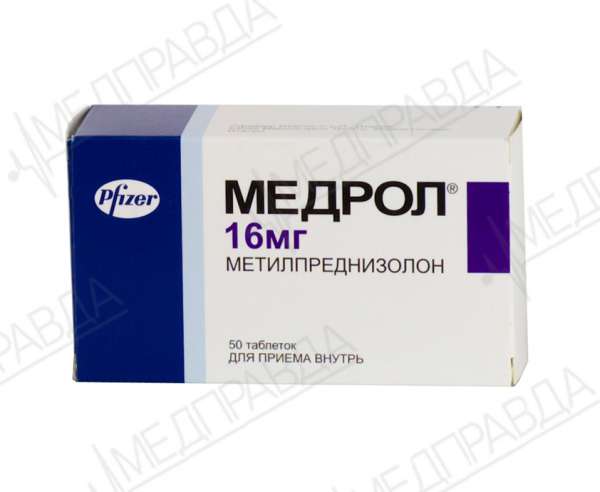 Pfizer
МЕДРОЛ®
16мг
МЕТИЛПРЕДНИЗОЛОН
50 таблеток
ДЛЯ ПРИЕМА ВНУТРЬ
МЕДПРАВДА
МЕДПРАВДА
МЕДПРАВДА
МЕДПРАВДА